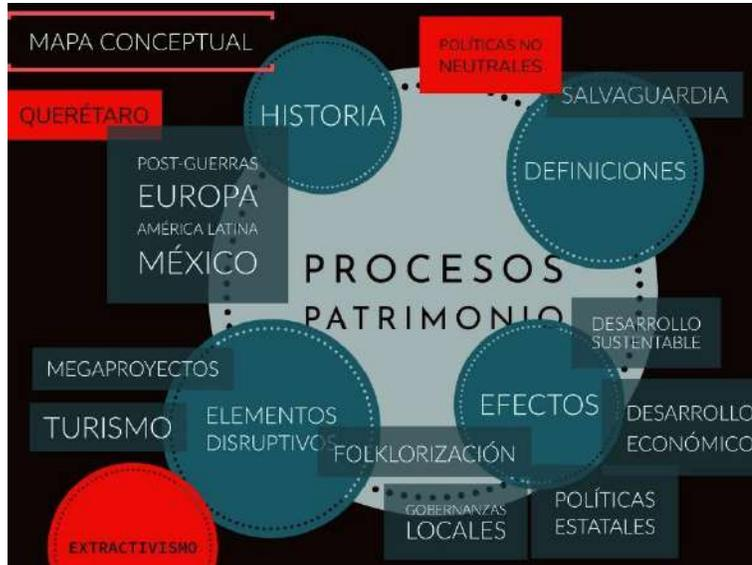 MAPA CONCEPTUAL
POLÍTICAS NO
NEUTRALES
QUERÉTARO
HISTORIA
SALVAGUARDIA
DEFINICIONES
POST-GUERRAS
EUROPA
AMÉRICA LATINA
MÉXICO
PROCESOS
PATRIMONIO
DESARROLLO
SUSTENTABLE
MEGAPROYECTOS
TURISMO
ELEMENTOS
DISRUPTIVOS
EFECTOS
DESARROLLO
ECONÓMICO
FOLKLORIZACIÓN
GOBERNANZAS
LOCALES
POLÍTICAS
ESTATALES
EXTRACTIVISMO